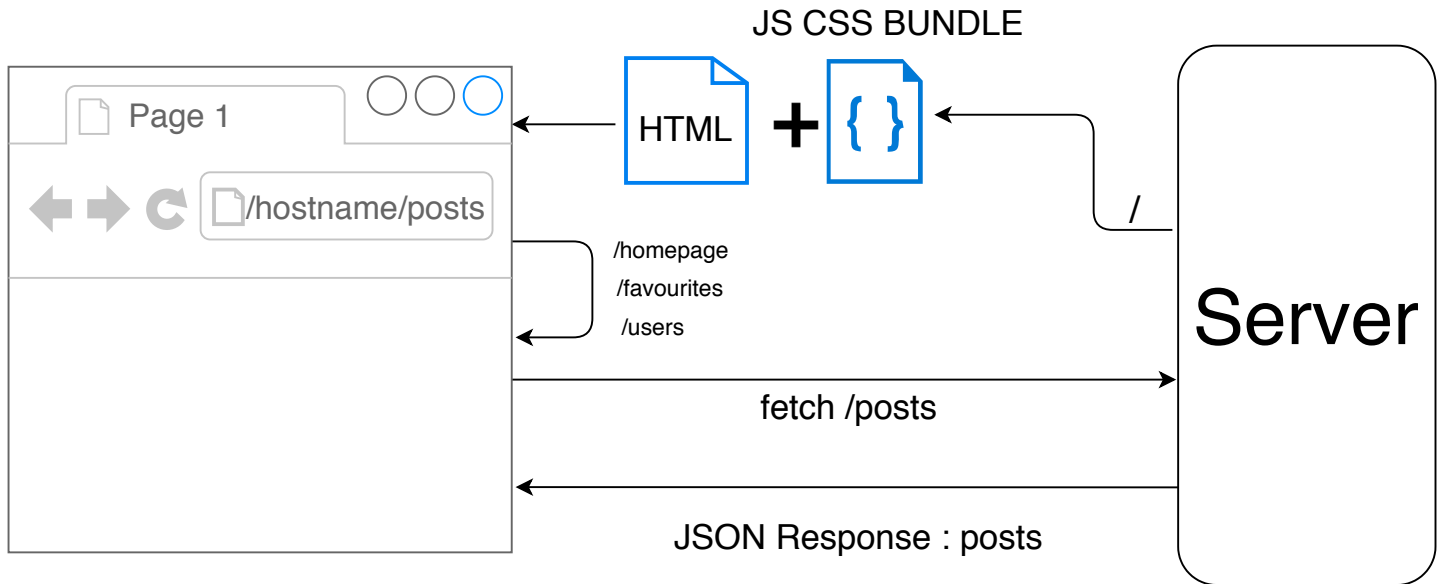 JS CSS BUNDLE
Page 1
HTML
+
{ }
/hostname/posts
/
/homepage
/favourites
/users
Server
fetch /posts
JSON Response : posts